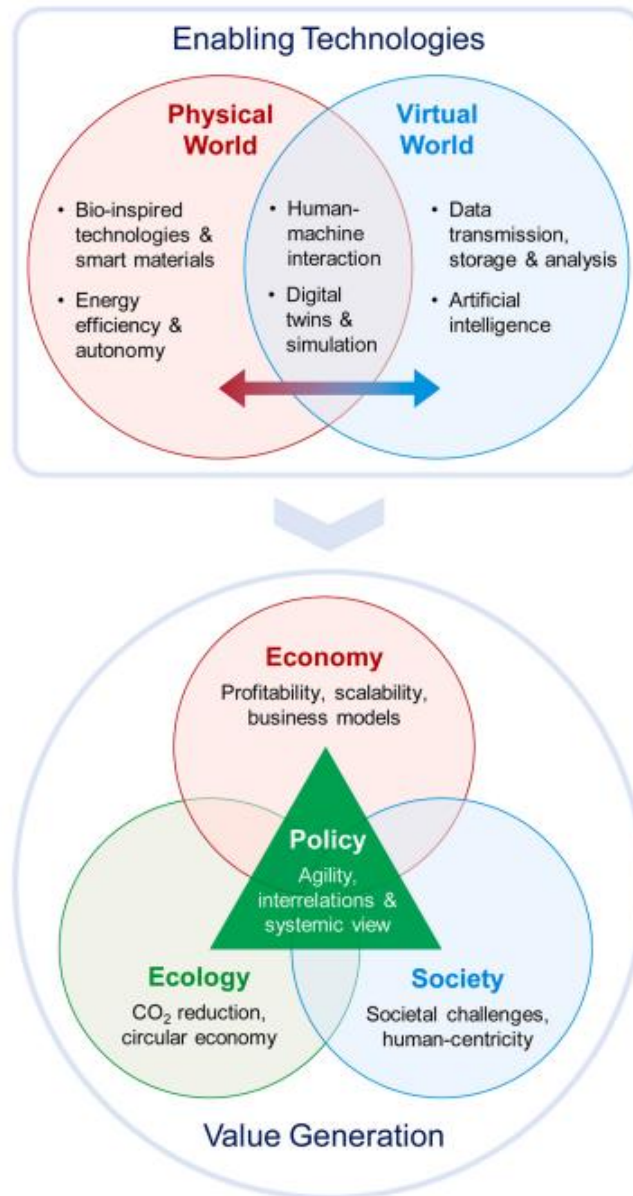 Enabling Technologies
Physical
World
• Bio-inspired
technologies &
smart materials
• Energy
efficiency &
autonomy
• Human-
machine
interaction
• Digital
twins &
simulation
Virtual
World
• Data
transmission,
storage & analysis
• Artificial
intelligence
Economy
Profitability, scalability,
business models
Policy
Agility,
interrelations &
systemic view
Ecology
CO₂ reduction,
circular economy
Society
Societal challenges,
human-centricity
Value Generation